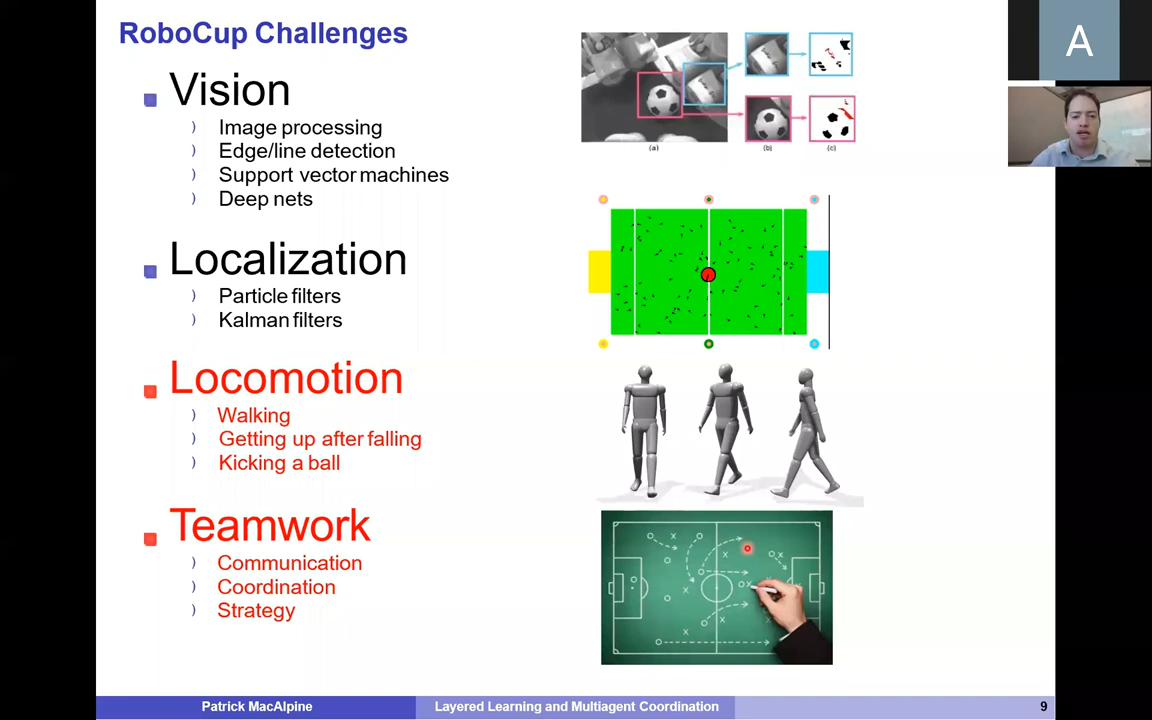 RoboCup Challenges
Vision
Image processing
Edge/line detection
Support vector machines
Deep nets
Localization
Particle filters
Kalman filters
Locomotion
Walking
Getting up after falling
Kicking a ball
Teamwork
Communication
Coordination
Strategy
(a) (b) (c)
A
Patrick MacAlpine Layered Learning and Multiagent Coordination 9